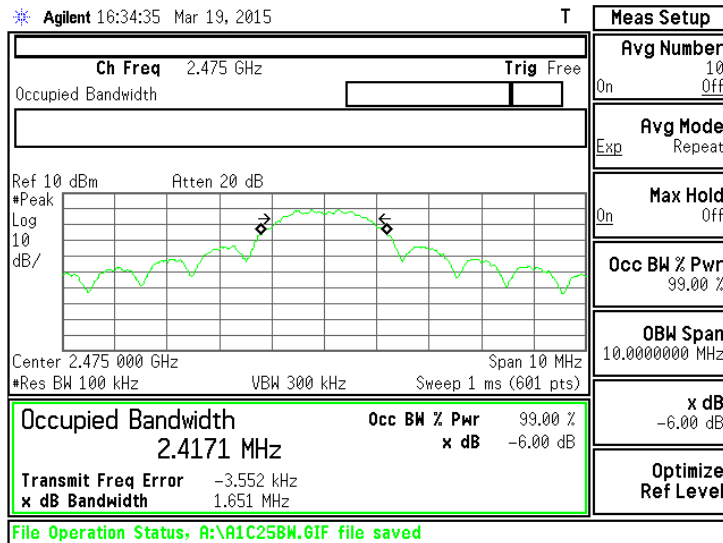 Agilent 16:34:35 Mar 19, 2015 T
Ch Freq 2.475 GHz Trig Free
Occupied Bandwidth
Ref 10 dBm Atten 20 dB
#Peak
Log
10
dB/
Center 2.475 000 GHz Span 10 MHz
#Res BW 100 kHz VBW 300 kHz Sweep 1 ms (601 pts)
Occupied Bandwidth Occ BW % Pwr 99.00 %
2.4171 MHz x dB -6.00 dB
Transmit Freq Error -3.552 kHz
x dB Bandwidth 1.651 MHz
File Operation Status, A:\A1C25BW.GIF file saved
Meas Setup
Avg Number
10
On Off
Avg Mode
Exp Repeat
Max Hold
On Off
Occ BW % Pwr
99.00 %
OBW Span
10.0000000 MHz
x dB
-6.00 dB
Optimize
Ref Level